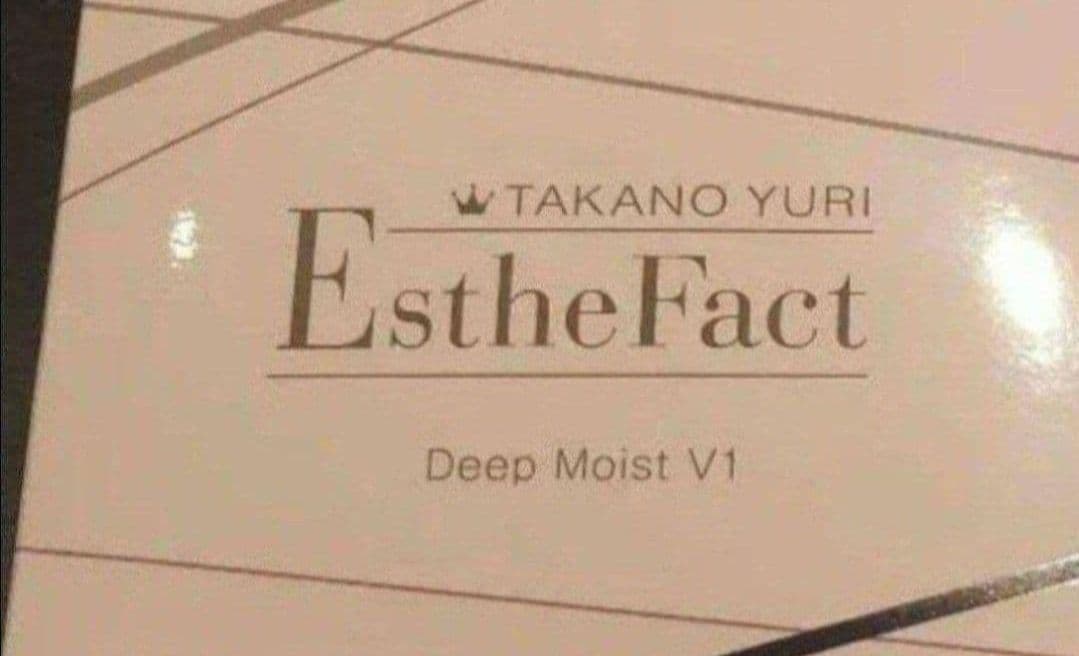 TAKANO YURI
EstheFact
Deep Moist V1